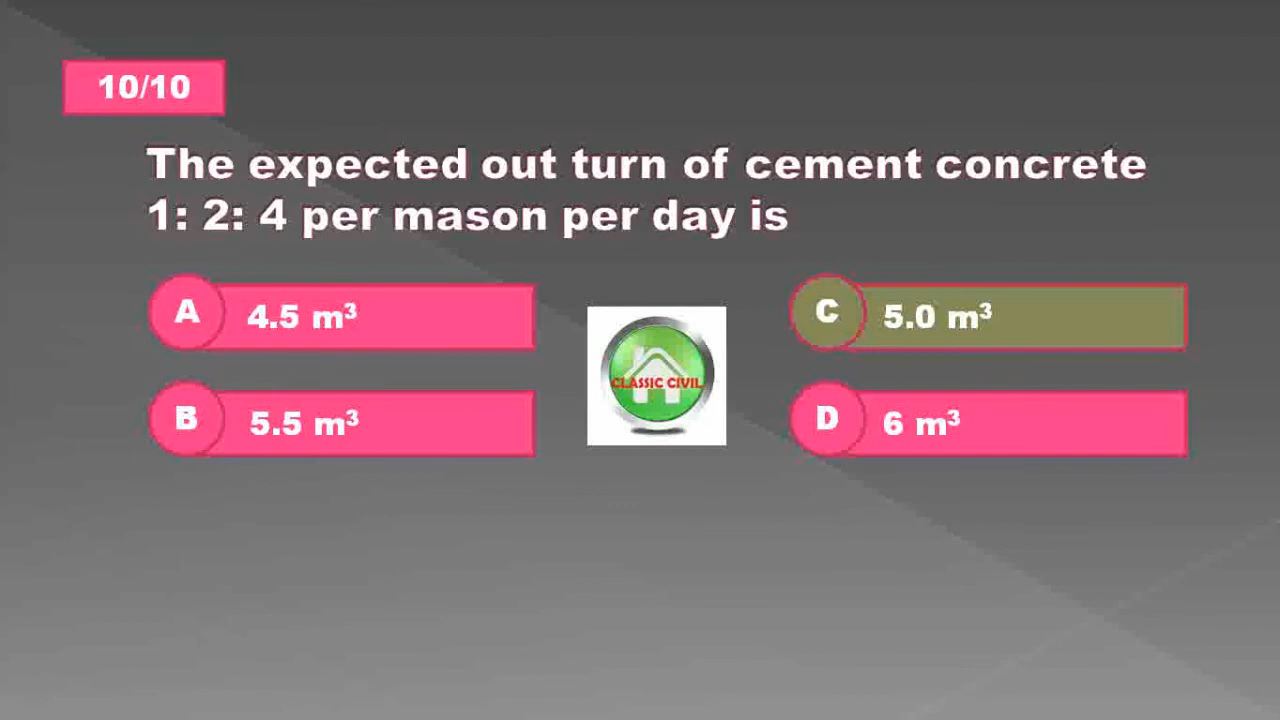 10/10
The expected out turn of cement concrete
1: 2: 4 per mason per day is
A 4.5 m³
C 5.0 m³
CLASSIC CIVIL
B 5.5 m³
D 6 m³